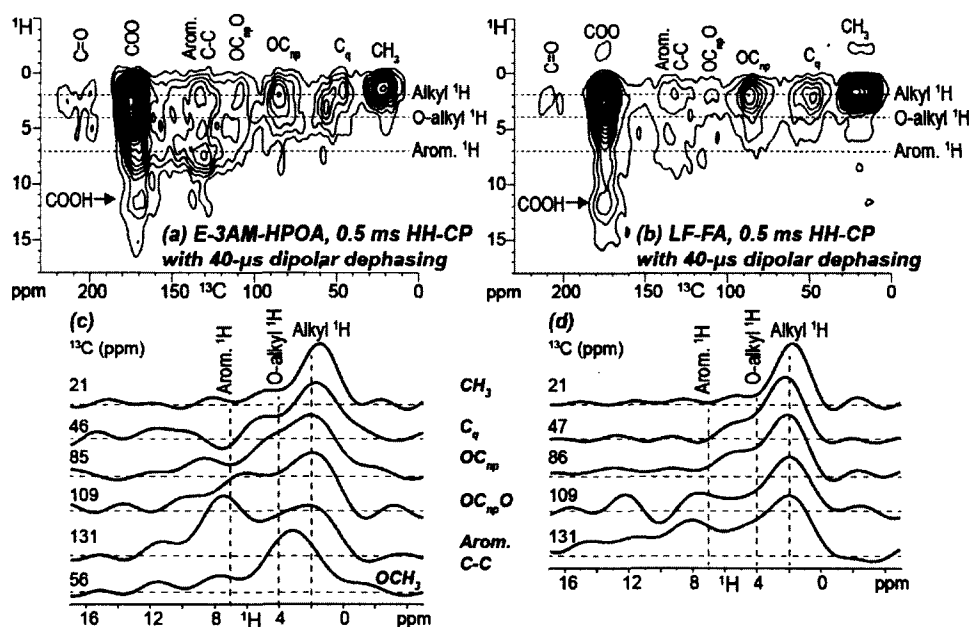 ¹H
C=O
COO
Arom.
C-C
OCₙₚO
OCₙₚ
C_q
CH₃
0
5
10
15
Alkyl ¹H
O-alkyl ¹H
Arom. ¹H
COOH
(a) E-3AM-HPOA, 0.5 ms HH-CP
with 40-μs dipolar dephasing
ppm 200 150 ¹³C 100 50 0
¹H
C=O
COO
Arom.
C-C
OCₙₚO
OCₙₚ
C_q
CH₃
0
5
10
15
Alkyl ¹H
O-alkyl ¹H
Arom. ¹H
COOH
(b) LF-FA, 0.5 ms HH-CP
with 40-μs dipolar dephasing
ppm 200 150 ¹³C 100 50 0
(c)
¹³C (ppm)
Arom. ¹H
O-alkyl ¹H
Alkyl ¹H
21
46
85
109
131
56
OCH₃
16 12 8 ¹H 4 0 ppm
CH₃
C_q
OCₙₚ
OCₙₚO
Arom.
C-C
(d)
¹³C (ppm)
Arom. ¹H
O-alkyl ¹H
Alkyl ¹H
21
47
86
109
131
16 12 8 ¹H 4 0 ppm